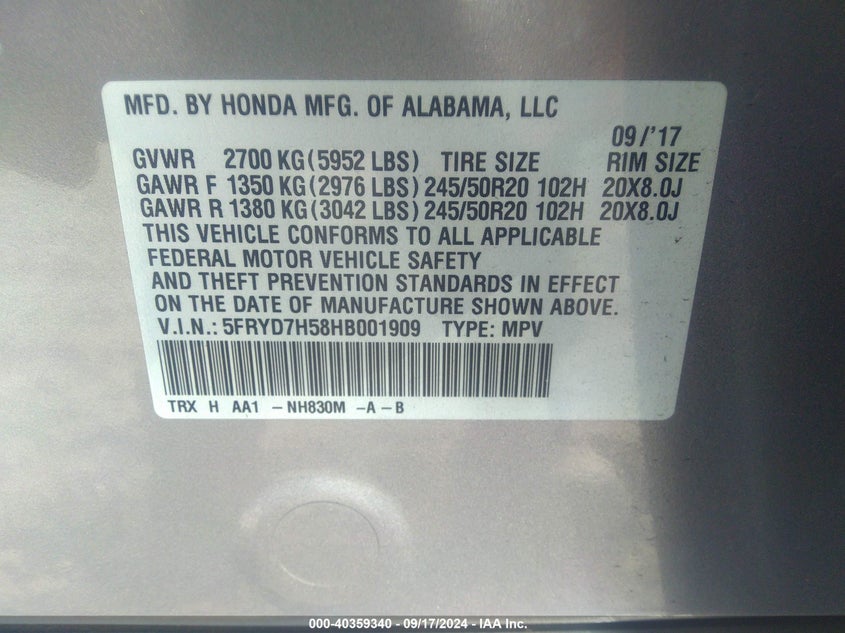 MFD. BY HONDA MFG. OF ALABAMA, LLC
09/'17
GVWR 2700 KG (5952 LBS) TIRE SIZE RIM SIZE
GAWR F 1350 KG (2976 LBS) 245/50R20 102H 20X8.0J
GAWR R 1380 KG (3042 LBS) 245/50R20 102H 20X8.0J
THIS VEHICLE CONFORMS TO ALL APPLICABLE
FEDERAL MOTOR VEHICLE SAFETY
AND THEFT PREVENTION STANDARDS IN EFFECT
ON THE DATE OF MANUFACTURE SHOWN ABOVE.
V.I.N.: 5FRYD7H58HB001909 TYPE: MPV
TRX H AA1 -NH830M -A-B
000-40359340 - 09/17/2024 - IAA Inc.